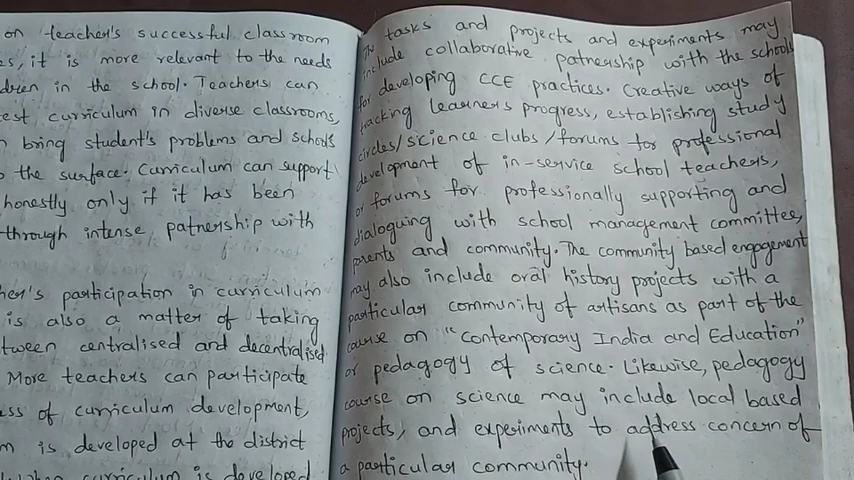 on teacher's successful classroom
es, it is more relevant to the needs
dren in the school. Teachers can
test curriculum in diverse classrooms,
n bring student's problems and schools
o the surface. Curriculum can support
honestly only if it has been
through intense, patnership with
her's participation in curriculum
is also a matter of taking
tween centralised and decentralised
More teachers can participate
ess of curriculum development,
m is developed at the district
curriculum is developed
The tasks and projects and experiments may
include collaborative patnership with the schools
for developing CCE practices. Creative ways of
tracking learners progress, establishing study
circles/science clubs/forums for professional
development of in-service school teachers,
or forums for professionally supporting and
dialoguing with school management committee,
parents and community. The community based engagement
may also include oral history projects with a
particular community of artisans as part of the
course on "Contemporary India and Education"
or pedagogy of science. Likewise, pedagogy
course on science may include local based
projects, and experiments to address concern of
a particular community.